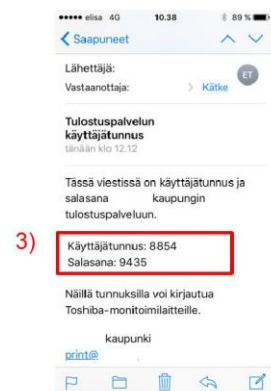 elisa 4G 10.38 89 %
Saapuneet
Lähettäjä: ET
Vastaanottaja: Kätke
Tulostuspalvelun
käyttäjätunnus
tänään klo 12.12
Tässä viestissä on käyttäjätunnus ja
salasana kaupungin
tulostuspalveluun.
3)
Käyttäjätunnus: 8854
Salasana: 9435
Näillä tunnuksilla voi kirjautua
Toshiba-monitoimilaitteille.
kaupunki
print@